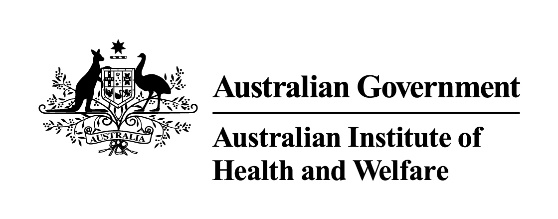 Australian Government
Australian Institute of
Health and Welfare
AUSTRALIA